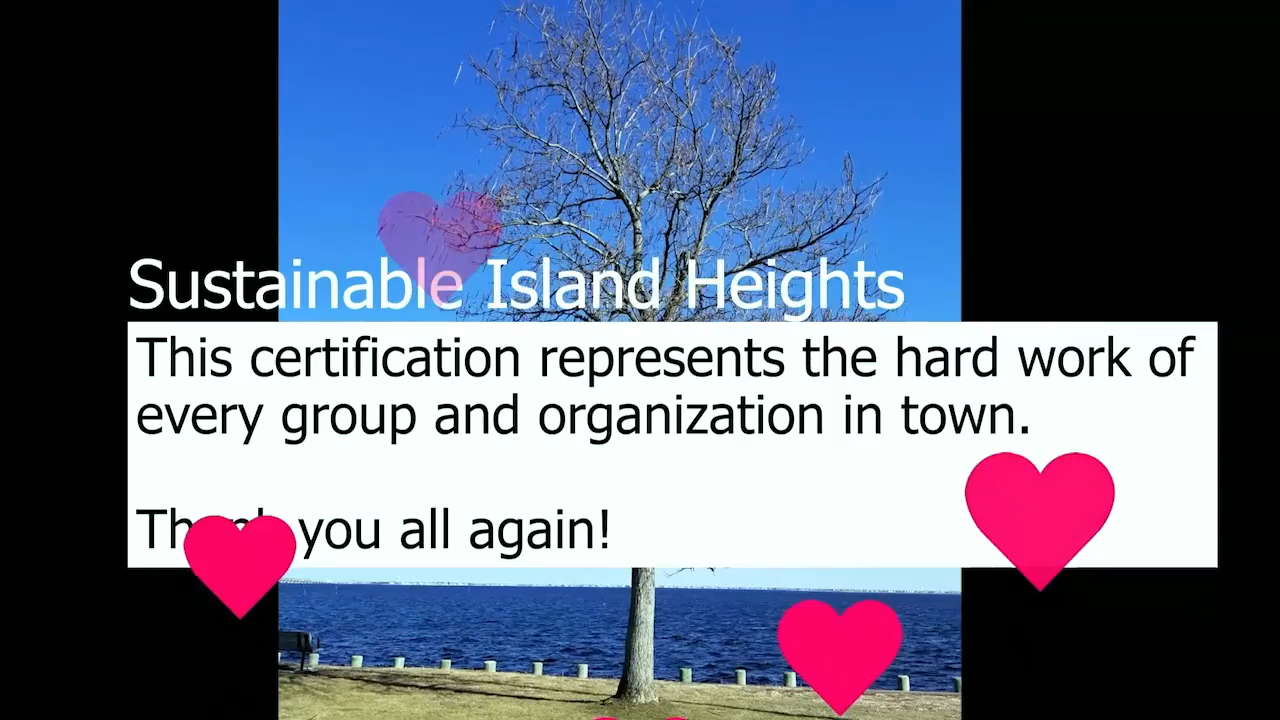 Sustainable Island Heights
This certification represents the hard work of
every group and organization in town.
Thank you all again!